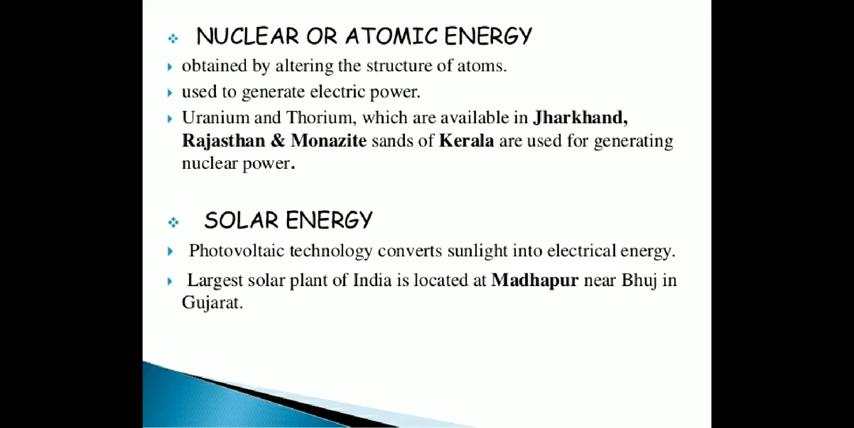 NUCLEAR OR ATOMIC ENERGY
obtained by altering the structure of atoms.
used to generate electric power.
Uranium and Thorium, which are available in Jharkhand,
Rajasthan & Monazite sands of Kerala are used for generating
nuclear power.
SOLAR ENERGY
Photovoltaic technology converts sunlight into electrical energy.
Largest solar plant of India is located at Madhapur near Bhuj in
Gujarat.